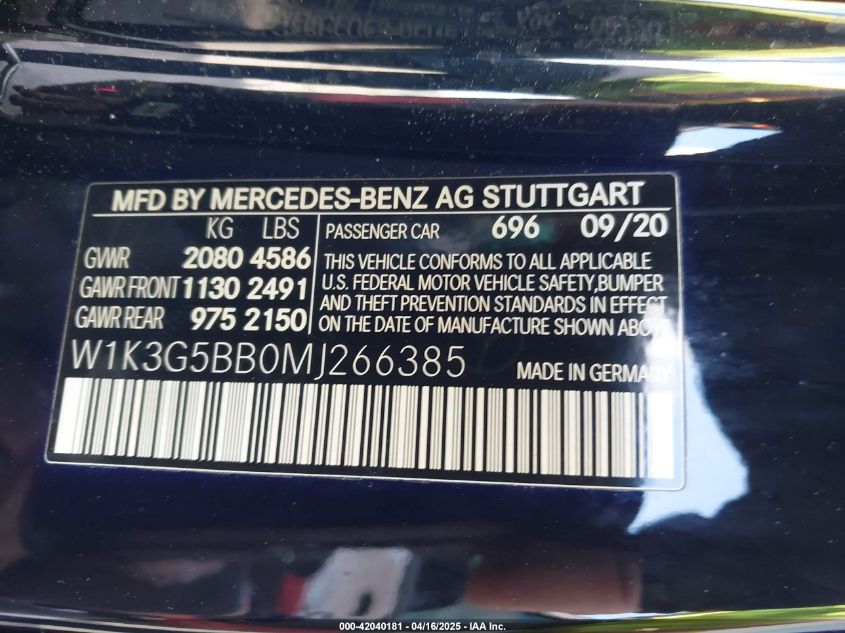 MFD BY MERCEDES-BENZ AG STUTTGART
KG LBS
GVWR 2080 4586
GAWR FRONT 1130 2491
GAWR REAR 975 2150
PASSENGER CAR 696 09/20
THIS VEHICLE CONFORMS TO ALL APPLICABLE
U.S. FEDERAL MOTOR VEHICLE SAFETY, BUMPER
AND THEFT PREVENTION STANDARDS IN EFFECT
ON THE DATE OF MANUFACTURE SHOWN ABOVE
W1K3G5BB0MJ266385
MADE IN GERMANY
000-42040181 - 04/16/2025 - IAA Inc.